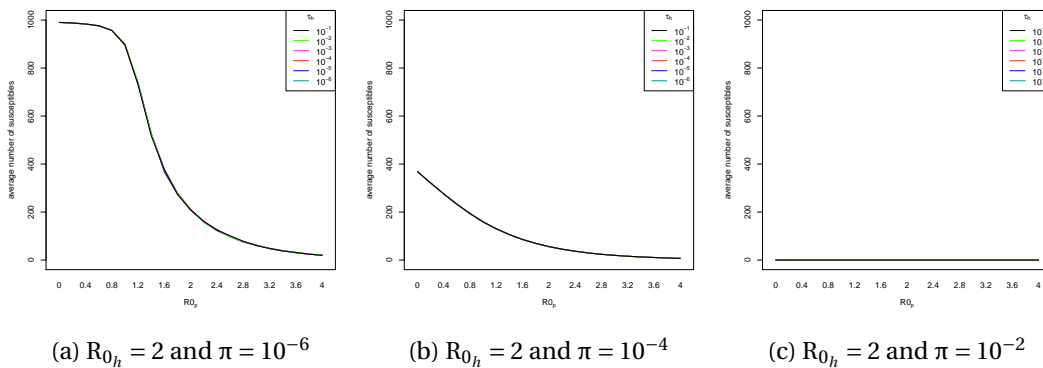 τh
10−1
10−2
10−3
10−4
10−5
10−6
average number of susceptibles
0 200 400 600 800 1000
0 0.4 0.8 1.2 1.6 2 2.4 2.8 3.2 3.6 4
R0p
(a) R0h = 2 and π = 10−6
τh
10−1
10−2
10−3
10−4
10−5
10−6
average number of susceptibles
0 200 400 600 800 1000
0 0.4 0.8 1.2 1.6 2 2.4 2.8 3.2 3.6 4
R0p
(b) R0h = 2 and π = 10−4
τh
10
10
10
10
10
10
average number of susceptibles
0 200 400 600 800 1000
0 0.4 0.8 1.2 1.6 2 2.4 2.8 3.2 3.6 4
R0p
(c) R0h = 2 and π = 10−2